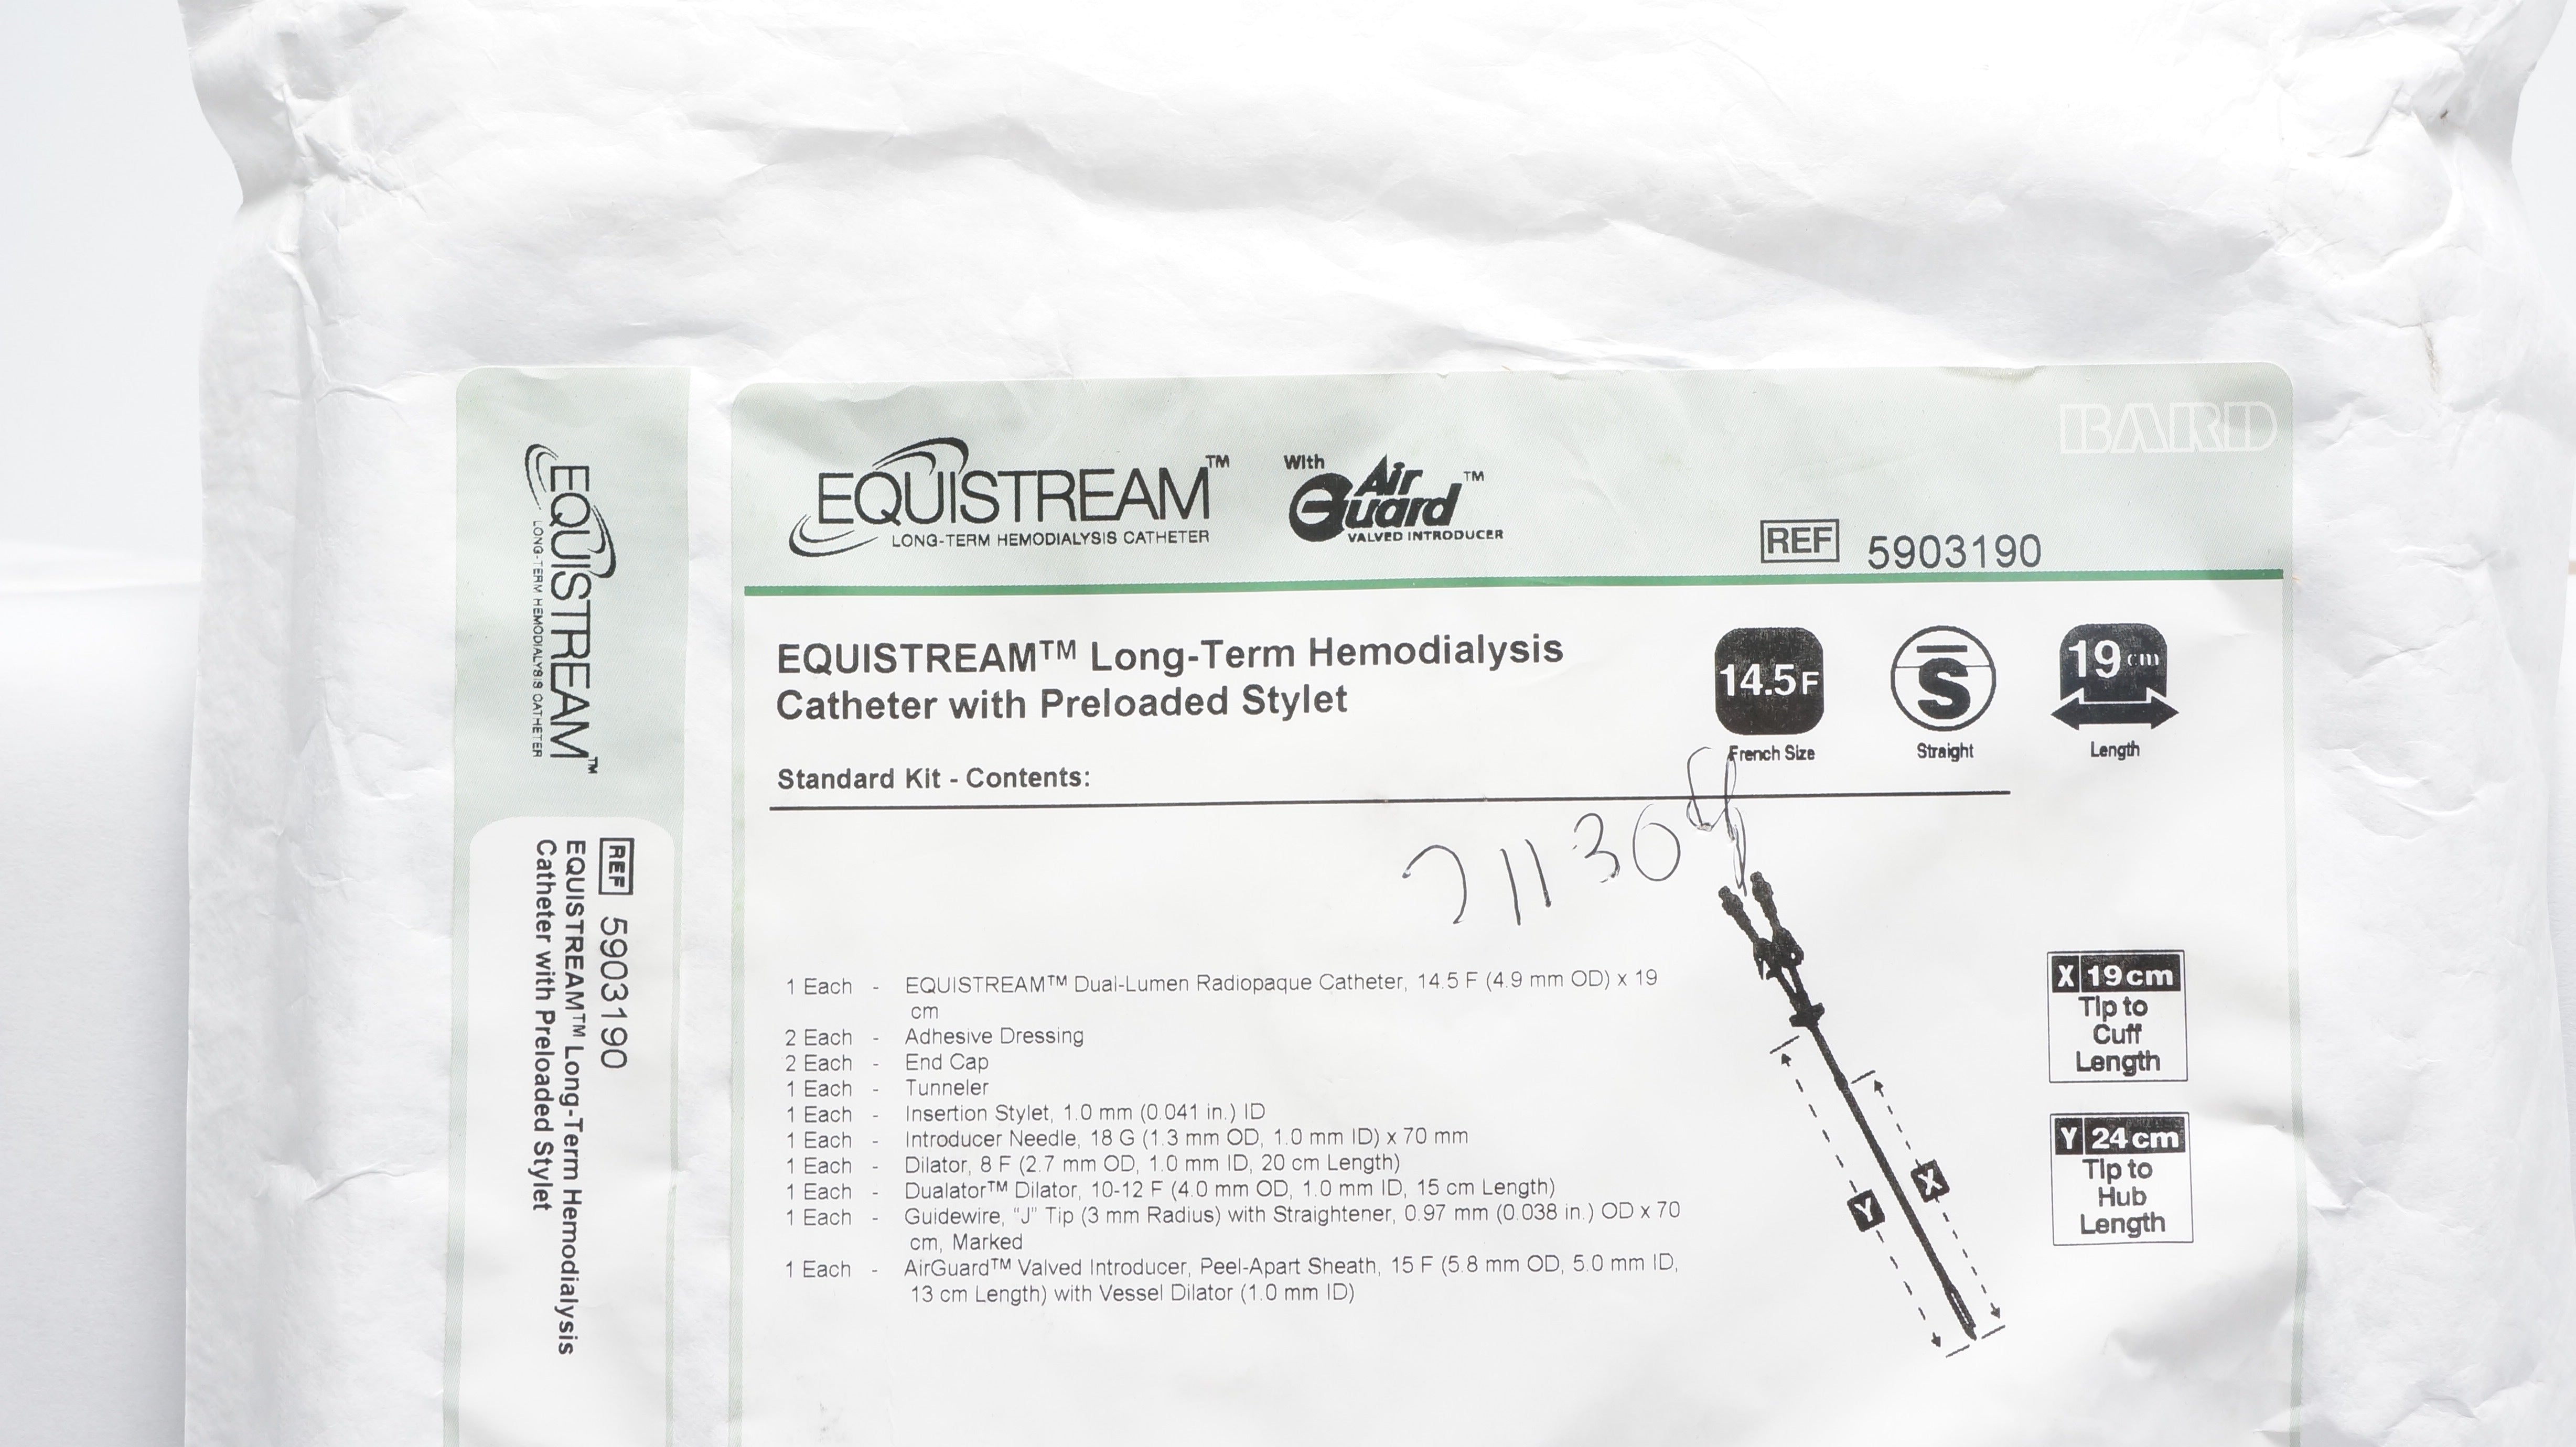 BARD
EQUISTREAM™
LONG-TERM HEMODIALYSIS CATHETER
With
Air Guard™
VALVED INTRODUCER
REF 5903190
EQUISTREAM™ Long-Term Hemodialysis
Catheter with Preloaded Stylet
14.5F
French Size
S
Straight
19 cm
Length
Standard Kit - Contents:
1 Each - EQUISTREAM™ Dual-Lumen Radiopaque Catheter, 14.5 F (4.9 mm OD) x 19
cm
2 Each - Adhesive Dressing
2 Each - End Cap
1 Each - Tunneler
1 Each - Insertion Stylet, 1.0 mm (0.041 in.) ID
1 Each - Introducer Needle, 18 G (1.3 mm OD, 1.0 mm ID) x 70 mm
1 Each - Dilator, 8 F (2.7 mm OD, 1.0 mm ID, 20 cm Length)
1 Each - Dualator™ Dilator, 10-12 F (4.0 mm OD, 1.0 mm ID, 15 cm Length)
1 Each - Guidewire, "J" Tip (3 mm Radius) with Straightener, 0.97 mm (0.038 in.) OD x 70
cm, Marked
1 Each - AirGuard™ Valved Introducer, Peel-Apart Sheath, 15 F (5.8 mm OD, 5.0 mm ID,
13 cm Length) with Vessel Dilator (1.0 mm ID)
X
Y
X 19 cm
Tip to
Cuff
Length
Y 24 cm
Tip to
Hub
Length
EQUISTREAM™
LONG-TERM HEMODIALYSIS CATHETER
REF 5903190
EQUISTREAM™ Long-Term Hemodialysis
Catheter with Preloaded Stylet